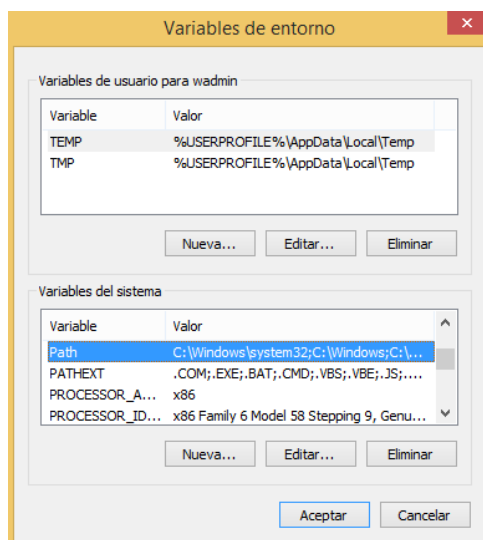 Variables de entorno
Variables de usuario para wadmin
Variable Valor
TEMP %USERPROFILE%\AppData\Local\Temp
TMP %USERPROFILE%\AppData\Local\Temp
Nueva... Editar... Eliminar
Variables del sistema
Variable Valor
Path C:\Windows\system32;C:\Windows;C:\...
PATHEXT .COM;.EXE;.BAT;.CMD;.VBS;.VBE;.JS;....
PROCESSOR_A... x86
PROCESSOR_ID... x86 Family 6 Model 58 Stepping 9, Genu...
Nueva... Editar... Eliminar
Aceptar Cancelar